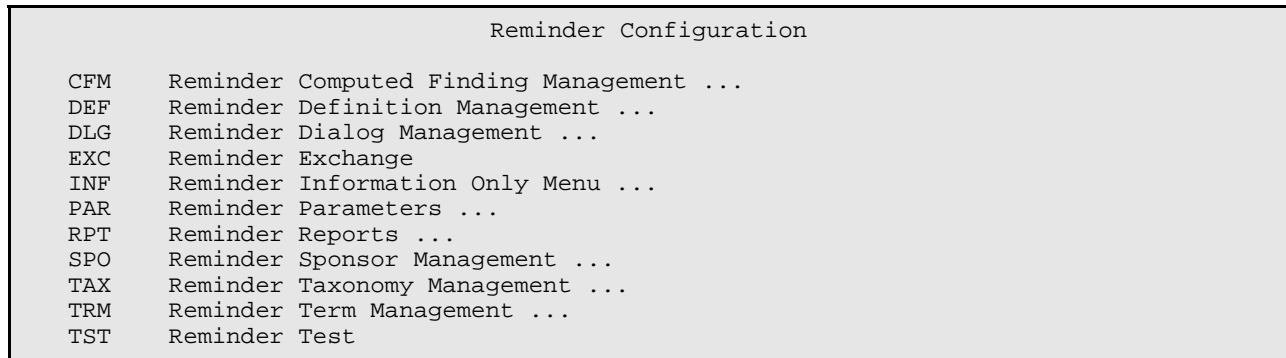 Reminder Configuration
CFM Reminder Computed Finding Management ...
DEF Reminder Definition Management ...
DLG Reminder Dialog Management ...
EXC Reminder Exchange
INF Reminder Information Only Menu ...
PAR Reminder Parameters ...
RPT Reminder Reports ...
SPO Reminder Sponsor Management ...
TAX Reminder Taxonomy Management ...
TRM Reminder Term Management ...
TST Reminder Test